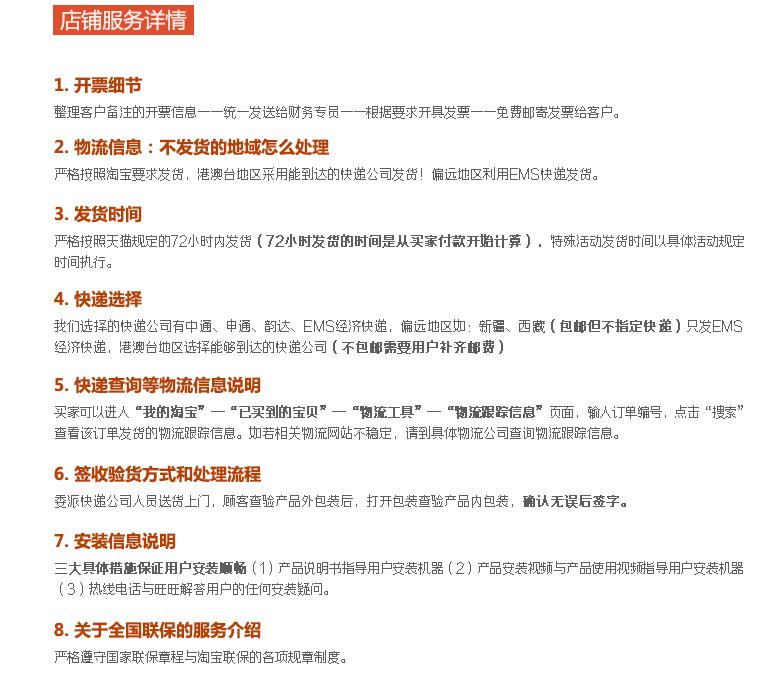 店铺服务详情
1. 开票细节
整理客户备注的开票信息——统一发送给财务专员——根据要求开具发票——免费邮寄发票给客户。
2. 物流信息：不发货的地域怎么处理
严格按照淘宝要求发货，港澳台地区采用能到达的快递公司发货！偏远地区利用EMS快递发货。
3. 发货时间
严格按照天猫规定的72小时内发货（72小时发货的时间是从买家付款开始计算），特殊活动发货时间以具体活动规定
时间执行。
4. 快递选择
我们选择的快递公司有中通、申通、韵达、EMS经济快递，偏远地区如：新疆、西藏（包邮但不指定快递）只发EMS
经济快递，港澳台地区选择能够到达的快递公司（不包邮需要用户补齐邮费）
5. 快递查询等物流信息说明
买家可以进入“我的淘宝”—“已买到的宝贝”—“物流工具”—“物流跟踪信息”页面，输入订单编号，点击“搜索”
查看该订单发货的物流跟踪信息。如若相关物流网站不稳定，请到具体物流公司查询物流跟踪信息。
6. 签收验货方式和处理流程
委派快递公司人员送货上门，顾客查验产品外包装后，打开包装查验产品内包装，确认无误后签字。
7. 安装信息说明
三大具体措施保证用户安装顺畅（1）产品说明书指导用户安装机器（2）产品安装视频与产品使用视频指导用户安装机器
（3）热线电话与旺旺解答用户的任何安装疑问。
8. 关于全国联保的服务介绍
严格遵守国家联保章程与淘宝联保的各项规章制度。